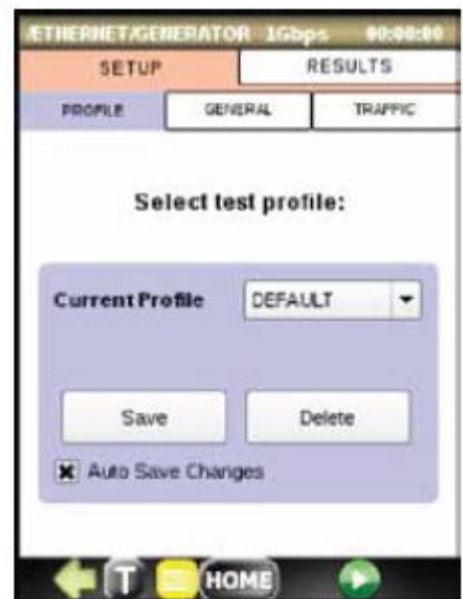 /ETHERNET/GENERATOR 1Gbps 00:00:00
SETUP RESULTS
PROFILE GENERAL TRAFFIC
Select test profile:
Current Profile DEFAULT
Save Delete
Auto Save Changes
T HOME